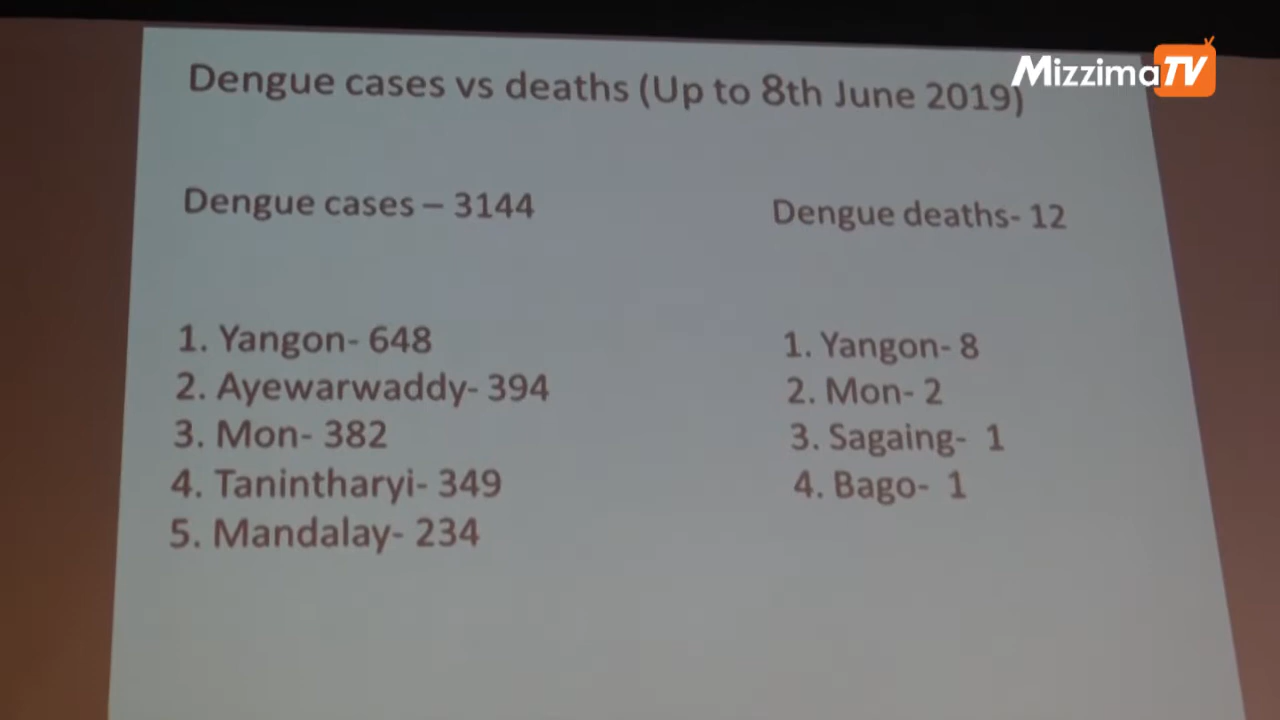 Dengue cases vs deaths (Up to 8th June 2019)
MizzimaTV
Dengue cases – 3144
Dengue deaths- 12
1. Yangon- 648
2. Ayewarwaddy- 394
3. Mon- 382
4. Tanintharyi- 349
5. Mandalay- 234
1. Yangon- 8
2. Mon- 2
3. Sagaing- 1
4. Bago- 1